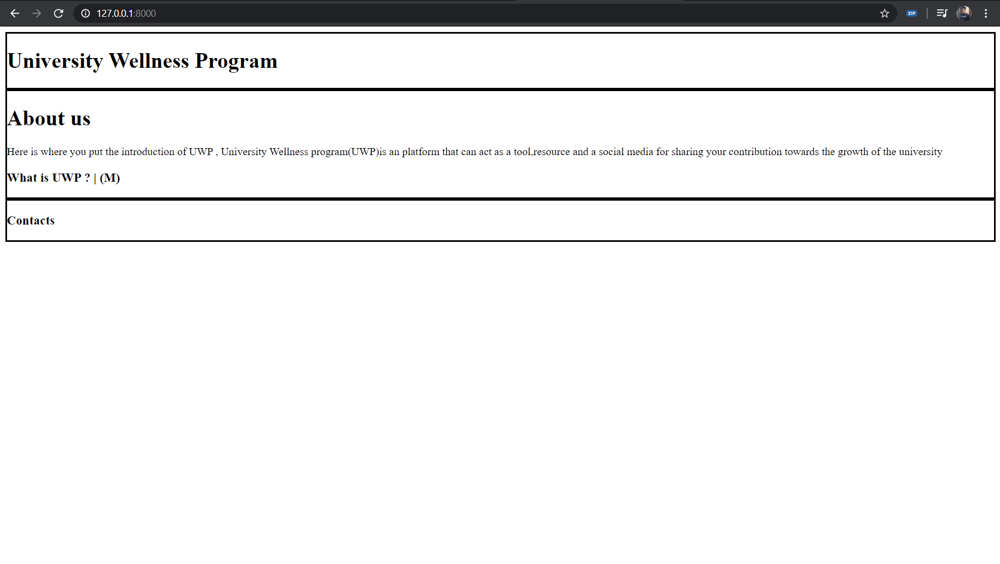 127.0.0.1:8000
ZIP
University Wellness Program
About us
Here is where you put the introduction of UWP , University Wellness program(UWP)is an platform that can act as a tool,resource and a social media for sharing your contribution towards the growth of the university
What is UWP ? | (M)
Contacts